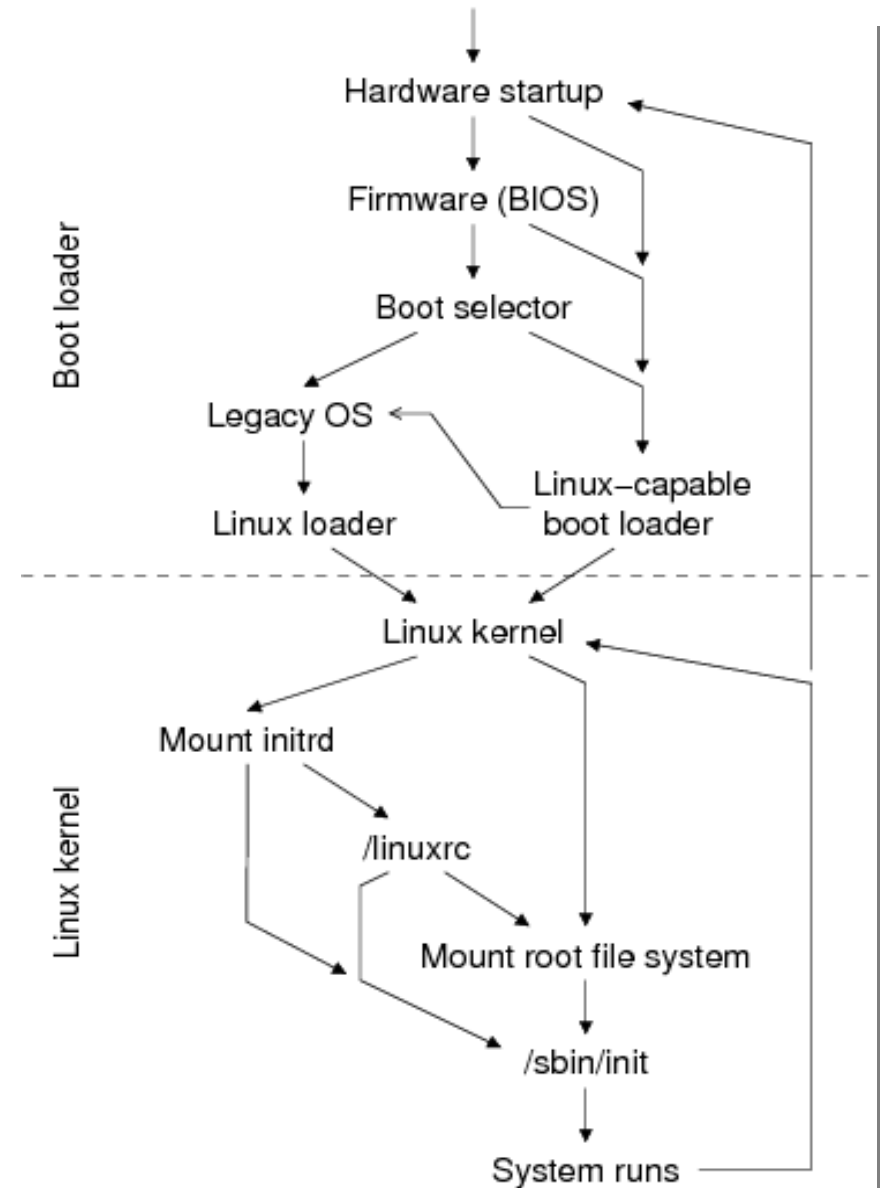 Hardware startup
Firmware (BIOS)
Boot loader
Boot selector
Legacy OS
Linux−capable
boot loader
Linux loader
Linux kernel
Mount initrd
Linux kernel
/linuxrc
Mount root file system
/sbin/init
System runs